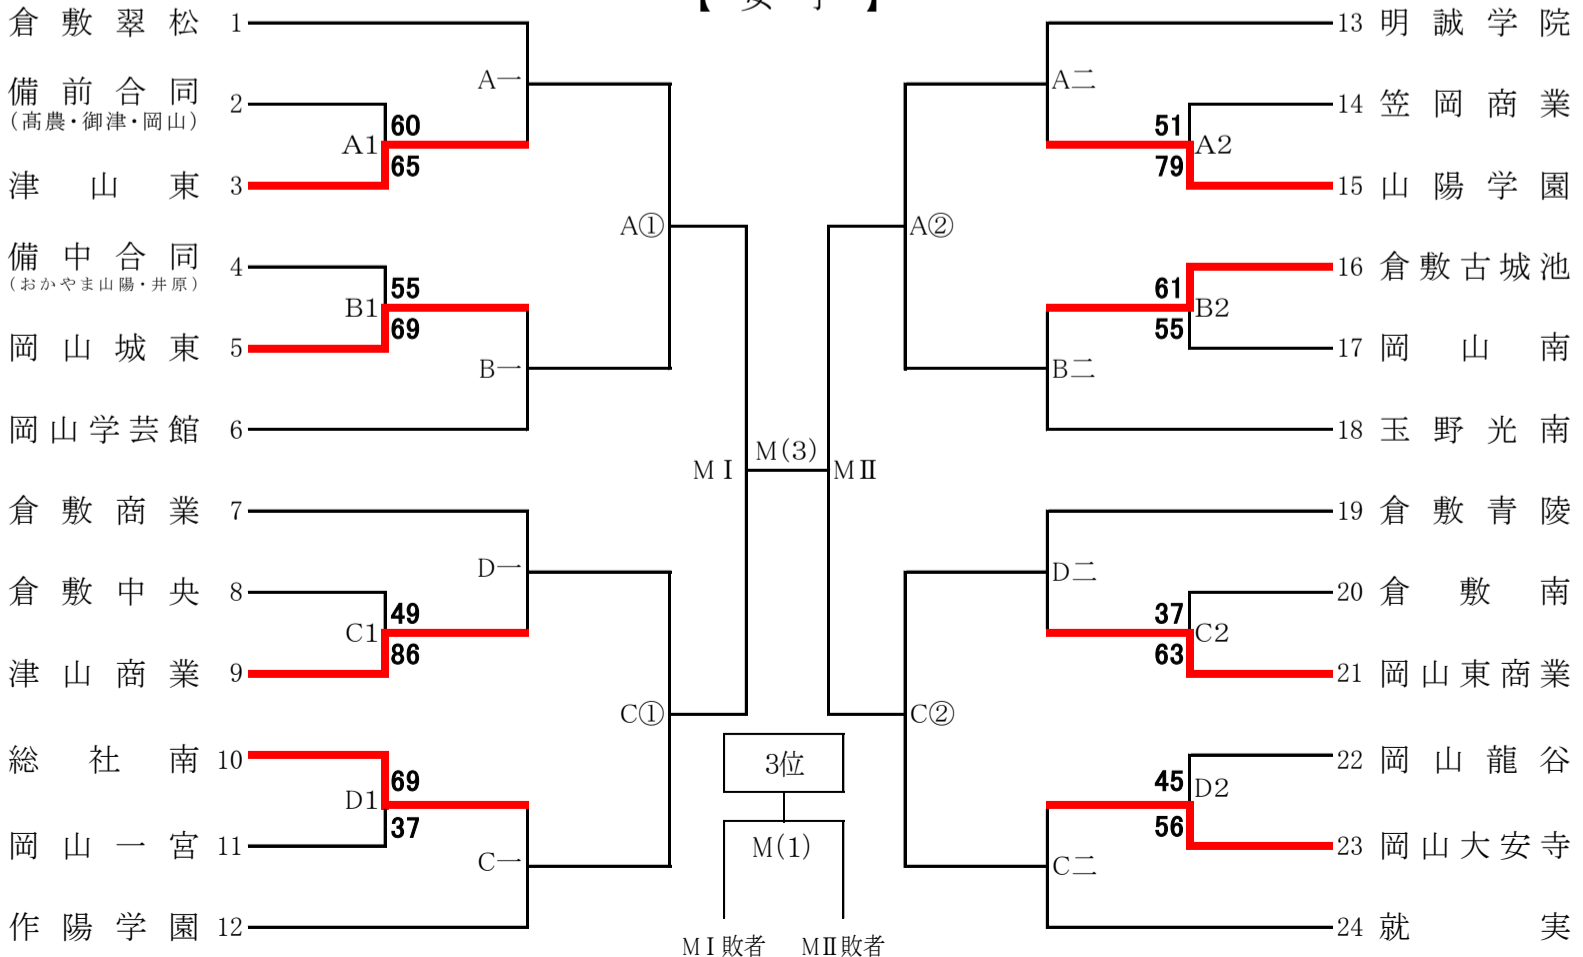 【 女 子 】
倉敷翠松 1
A一
備前合同 2
(髙農・御津・岡山)
60
A1
65
津山東 3
A①
備中合同 4
(おかやま山陽・井原)
55
B1
69
岡山城東 5
B一
岡山学芸館 6
MⅠ
M(3)
MⅡ
倉敷商業 7
D一
倉敷中央 8
49
C1
86
津山商業 9
C①
総社南 10
69
D1
37
岡山一宮 11
C一
作陽学園 12
13 明誠学院
A二
14 笠岡商業
51
A2
79
15 山陽学園
A②
16 倉敷古城池
61
B2
55
17 岡山南
B二
18 玉野光南
19 倉敷青陵
D二
20 倉敷南
37
C2
63
21 岡山東商業
C②
22 岡山龍谷
45
D2
56
23 岡山大安寺
C二
24 就実
3位
M(1)
MⅠ敗者 MⅡ敗者